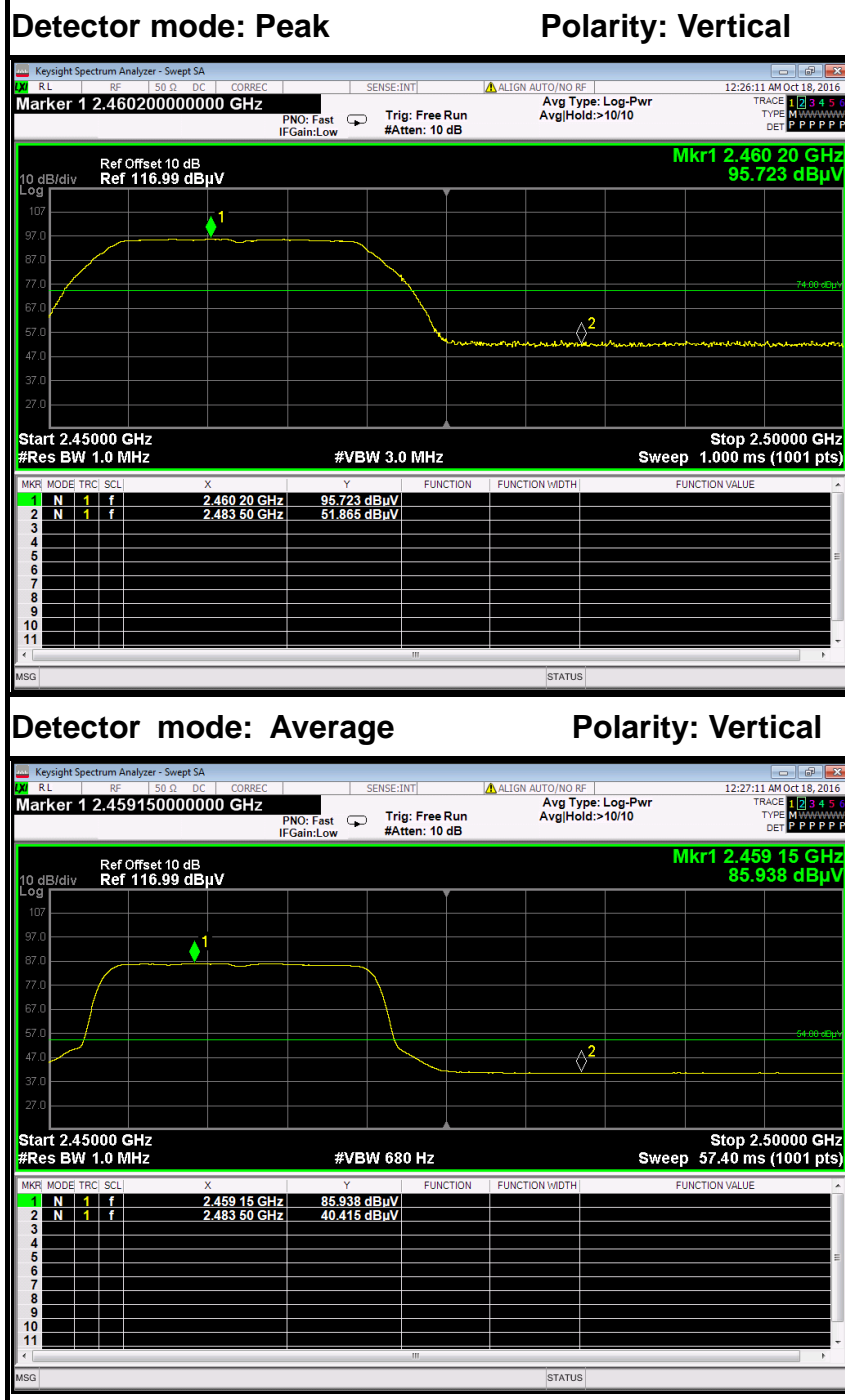 Detector mode: Peak Polarity: Vertical
Keysight Spectrum Analyzer - Swept SA
LXI RL RF 50 Ω DC CORREC SENSE:INT ALIGN AUTO/NO RF 12:26:11 AM Oct 18, 2016
Marker 1 2.460200000000 GHz
PNO: Fast
IFGain:Low
Trig: Free Run
#Atten: 10 dB
Avg Type: Log-Pwr
Avg|Hold:>10/10
TRACE 1 2 3 4 5 6
TYPE M WWWWW
DET P P P P P P
Mkr1 2.460 20 GHz
95.723 dBµV
Ref Offset 10 dB
10 dB/div Ref 116.99 dBµV
Log
107
97.0
87.0
77.0
67.0
57.0
47.0
37.0
27.0
1
2
74.00 dBµV
Start 2.45000 GHz Stop 2.50000 GHz
#Res BW 1.0 MHz #VBW 3.0 MHz Sweep 1.000 ms (1001 pts)
MKR MODE TRC SCL X Y FUNCTION FUNCTION WIDTH FUNCTION VALUE
1 N 1 f 2.460 20 GHz 95.723 dBµV
2 N 1 f 2.483 50 GHz 51.865 dBµV
3
4
5
6
7
8
9
10
11
MSG STATUS
Detector mode: Average Polarity: Vertical
Keysight Spectrum Analyzer - Swept SA
LXI RL RF 50 Ω DC CORREC SENSE:INT ALIGN AUTO/NO RF 12:27:11 AM Oct 18, 2016
Marker 1 2.459150000000 GHz
PNO: Fast
IFGain:Low
Trig: Free Run
#Atten: 10 dB
Avg Type: Log-Pwr
Avg|Hold:>10/10
TRACE 1 2 3 4 5 6
TYPE M WWWWW
DET P P P P P P
Mkr1 2.459 15 GHz
85.938 dBµV
Ref Offset 10 dB
10 dB/div Ref 116.99 dBµV
Log
107
97.0
87.0
77.0
67.0
57.0
47.0
37.0
27.0
1
2
54.00 dBµV
Start 2.45000 GHz Stop 2.50000 GHz
#Res BW 1.0 MHz #VBW 680 Hz Sweep 57.40 ms (1001 pts)
MKR MODE TRC SCL X Y FUNCTION FUNCTION WIDTH FUNCTION VALUE
1 N 1 f 2.459 15 GHz 85.938 dBµV
2 N 1 f 2.483 50 GHz 40.415 dBµV
3
4
5
6
7
8
9
10
11
MSG STATUS